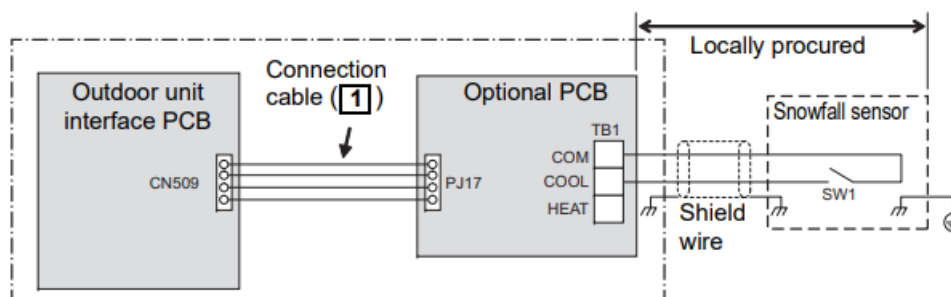 Locally procured
Connection
cable (1)
Outdoor unit
interface PCB
Optional PCB
Snowfall sensor
TB1
COM
CN509
PJ17
COOL
SW1
HEAT
Shield
wire